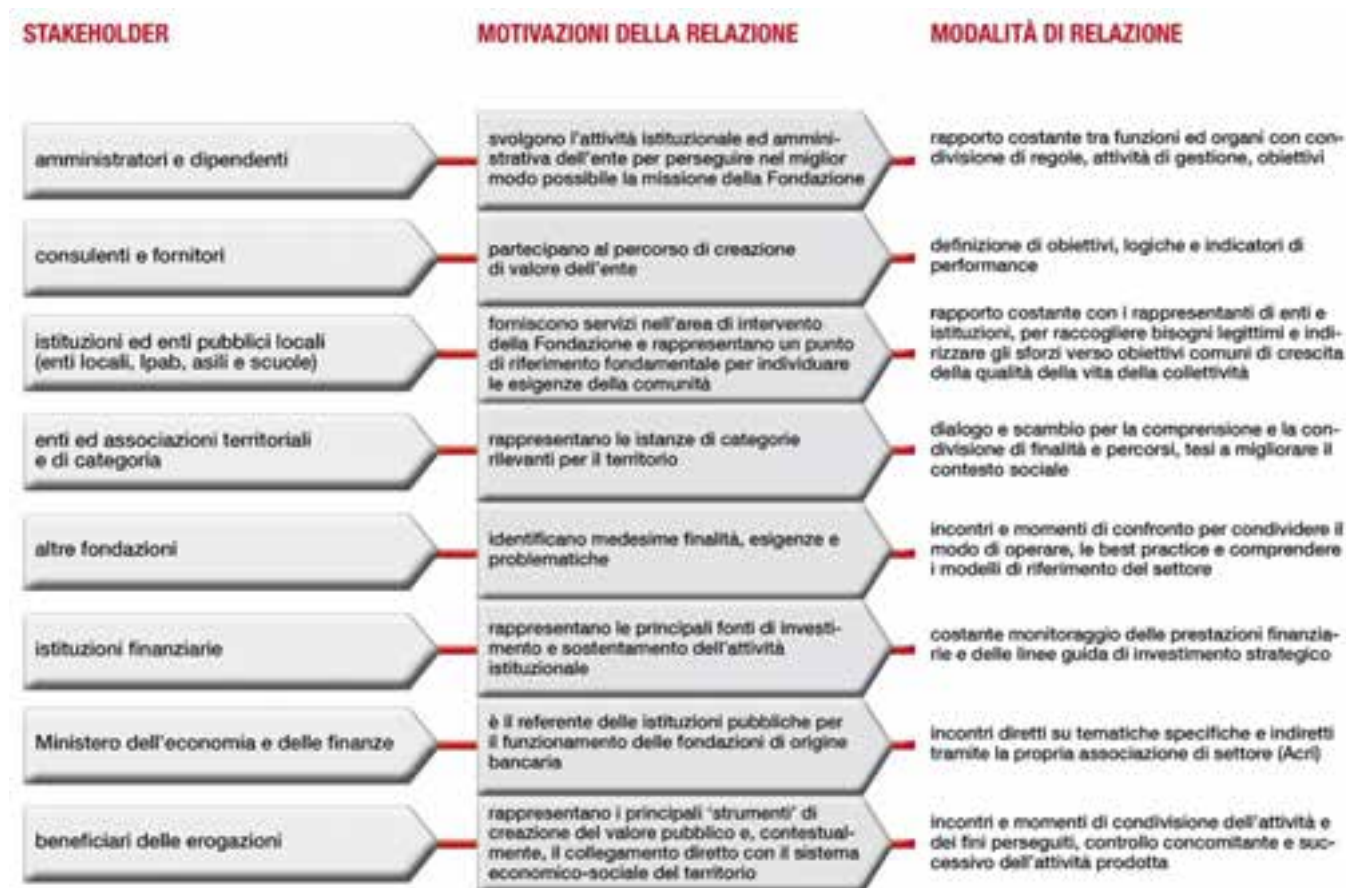 STAKEHOLDER
MOTIVAZIONI DELLA RELAZIONE
MODALITÀ DI RELAZIONE
amministratori e dipendenti
svolgono l'attività istituzionale ed ammini-
strativa dell'ente per perseguire nel miglior
modo possibile la missione della Fondazione
rapporto costante tra funzioni ed organi con con-
divisione di regole, attività di gestione, obiettivi
consulenti e fornitori
partecipano al percorso di creazione
di valore dell'ente
definizione di obiettivi, logiche e indicatori di
performance
istituzioni ed enti pubblici locali
(enti locali, Ipab, asili e scuole)
forniscono servizi nell'area di intervento
della Fondazione e rappresentano un punto
di riferimento fondamentale per individuare
le esigenze della comunità
rapporto costante con i rappresentanti di enti e
istituzioni, per raccogliere bisogni legittimi e indi-
rizzare gli sforzi verso obiettivi comuni di crescita
della qualità della vita della collettività
enti ed associazioni territoriali
e di categoria
rappresentano le istanze di categorie
rilevanti per il territorio
dialogo e scambio per la comprensione e la con-
divisione di finalità e percorsi, tesi a migliorare il
contesto sociale
altre fondazioni
identificano medesime finalità, esigenze e
problematiche
incontri e momenti di confronto per condividere il
modo di operare, le best practice e comprendere
i modelli di riferimento del settore
istituzioni finanziarie
rappresentano le principali fonti di investi-
mento e sostentamento dell'attività
istituzionale
costante monitoraggio delle prestazioni finanzia-
rie e delle linee guida di investimento strategico
Ministero dell'economia e delle finanze
è il referente delle istituzioni pubbliche per
il funzionamento delle fondazioni di origine
bancaria
incontri diretti su tematiche specifiche e indiretti
tramite la propria associazione di settore (Acri)
beneficiari delle erogazioni
rappresentano i principali 'strumenti' di
creazione del valore pubblico e, contestual-
mente, il collegamento diretto con il sistema
economico-sociale del territorio
incontri e momenti di condivisione dell'attività e
dei fini perseguiti, controllo concomitante e suc-
cessivo dell'attività prodotta